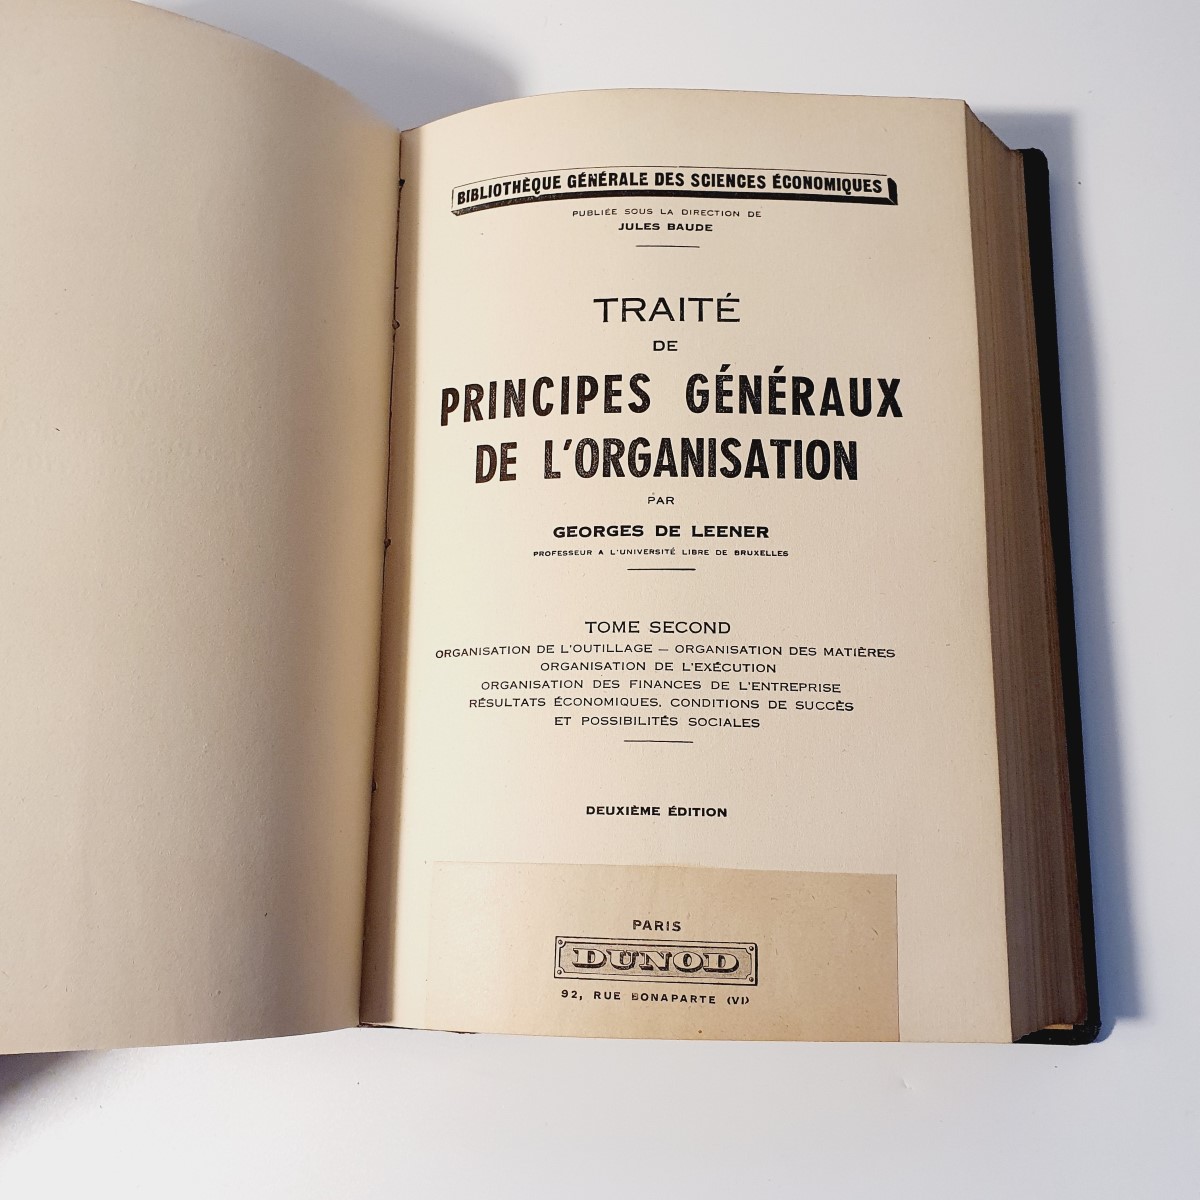 BIBLIOTHÈQUE GÉNÉRALE DES SCIENCES ÉCONOMIQUES
PUBLIÉE SOUS LA DIRECTION DE
JULES BAUDE
TRAITÉ
DE
PRINCIPES GÉNÉRAUX
DE L'ORGANISATION
PAR
GEORGES DE LEENER
PROFESSEUR A L'UNIVERSITÉ LIBRE DE BRUXELLES
TOME SECOND
ORGANISATION DE L'OUTILLAGE — ORGANISATION DES MATIÈRES
ORGANISATION DE L'EXÉCUTION
ORGANISATION DES FINANCES DE L'ENTREPRISE
RÉSULTATS ÉCONOMIQUES, CONDITIONS DE SUCCÈS
ET POSSIBILITÉS SOCIALES
DEUXIÈME ÉDITION
PARIS
DUNOD
92, RUE BONAPARTE (VI)